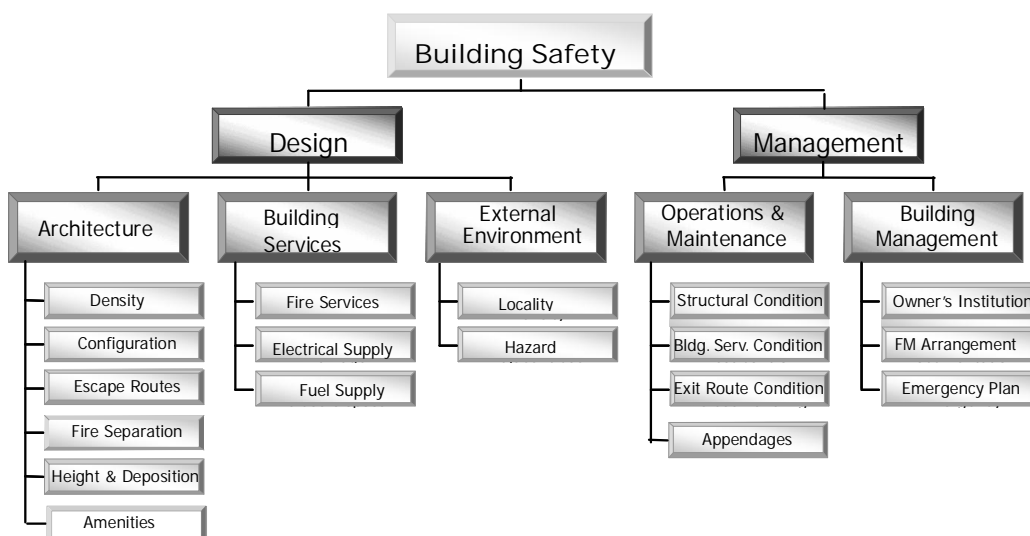 Building Safety
Design
Management
Architecture
Building
Services
External
Environment
Operations &
Maintenance
Building
Management
Density
Configuration
Escape Routes
Fire Separation
Height & Deposition
Amenities
Fire Services
Electrical Supply
Fuel Supply
Locality
Hazard
Structural Condition
Bldg. Serv. Condition
Exit Route Condition
Appendages
Owner's Institution
FM Arrangement
Emergency Plan